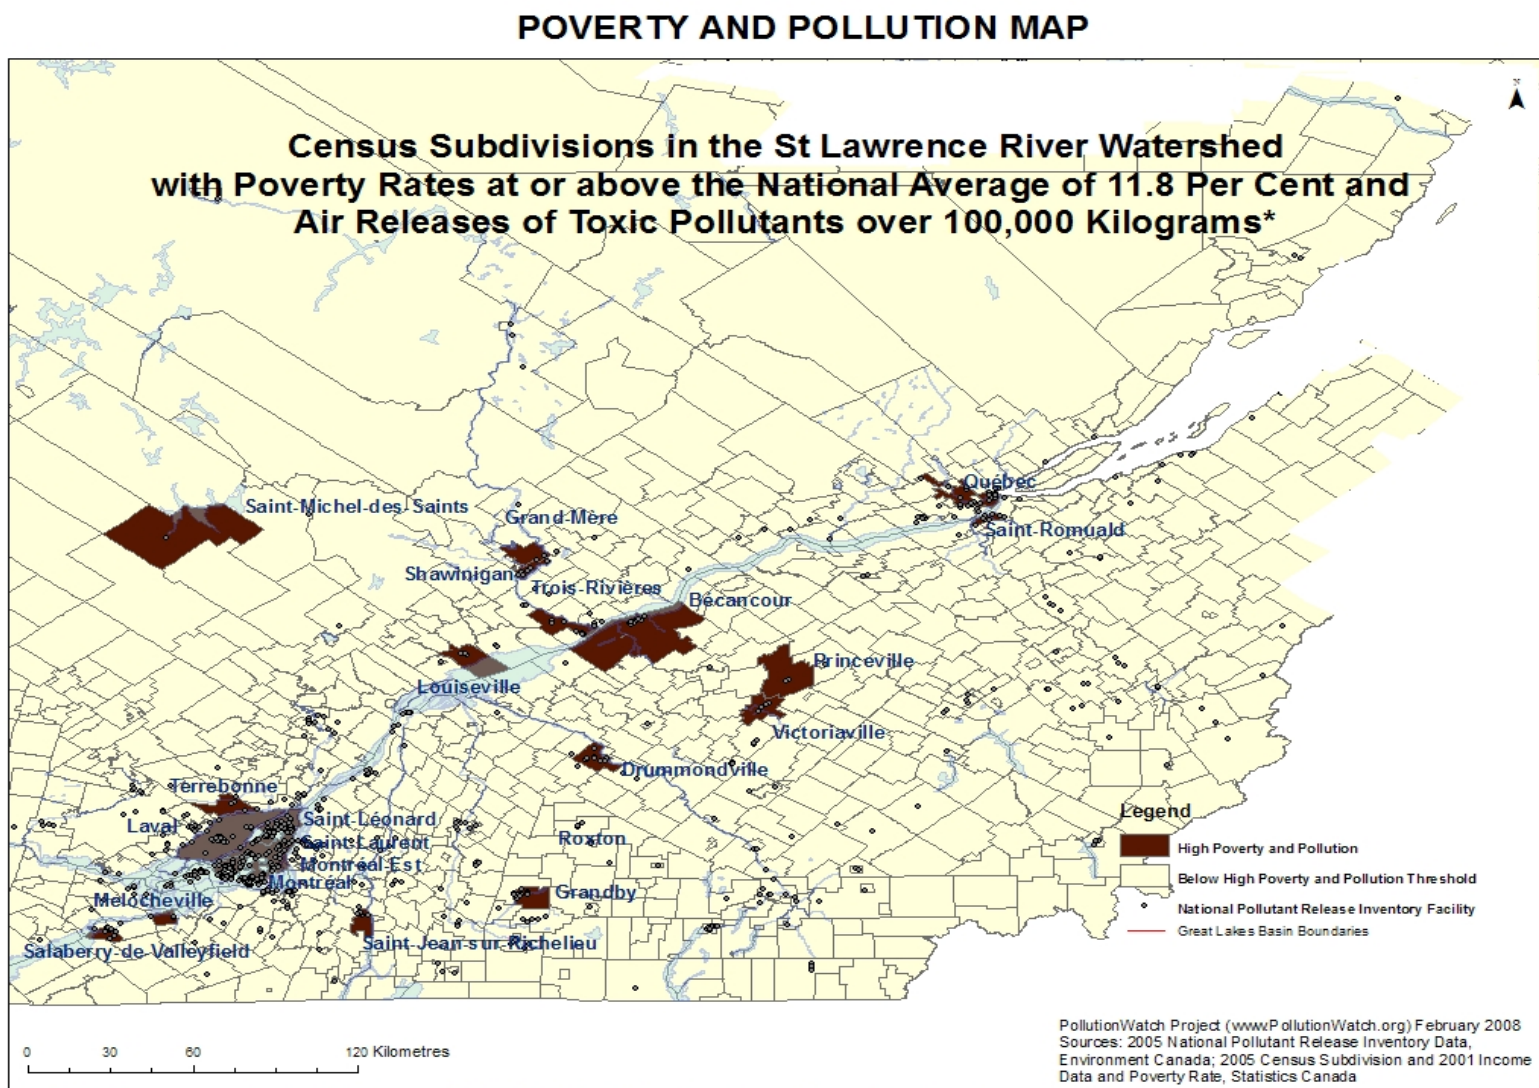 POVERTY AND POLLUTION MAP
N
Census Subdivisions in the St Lawrence River Watershed
with Poverty Rates at or above the National Average of 11.8 Per Cent and
Air Releases of Toxic Pollutants over 100,000 Kilograms*
Québec
Saint-Michel-des-Saints
Grand-Mère
Saint-Romuald
Shawinigan
Trois-Rivières
Bécancour
Princeville
Louiseville
Victoriaville
Drummondville
Terrebonne
Laval
Saint-Léonard
Saint-Laurent
Montréal-Est
Montréal
Roxton
Grandby
Melocheville
Saint-Jean-sur-Richelieu
Salaberry-de-Valleyfield
Legend
High Poverty and Pollution
Below High Poverty and Pollution Threshold
National Pollutant Release Inventory Facility
Great Lakes Basin Boundaries
0 30 60 120 Kilometres
PollutionWatch Project (www.PollutionWatch.org) February 2008
Sources: 2005 National Pollutant Release Inventory Data,
Environment Canada; 2005 Census Subdivision and 2001 Income
Data and Poverty Rate, Statistics Canada